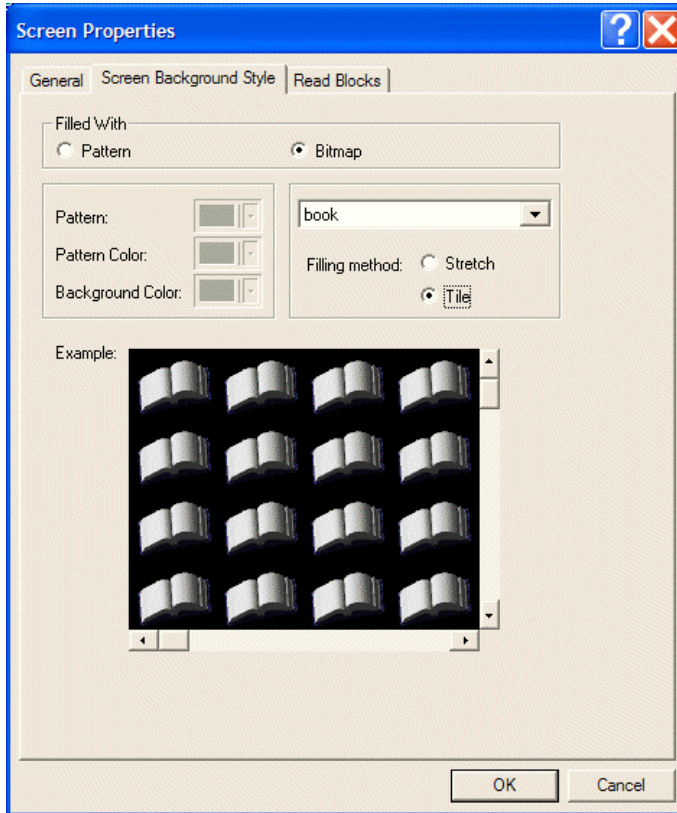 Screen Properties
General Screen Background Style Read Blocks
Filled With
Pattern Bitmap
Pattern: book
Pattern Color: Filling method: Stretch
Background Color: Tile
Example:
OK Cancel